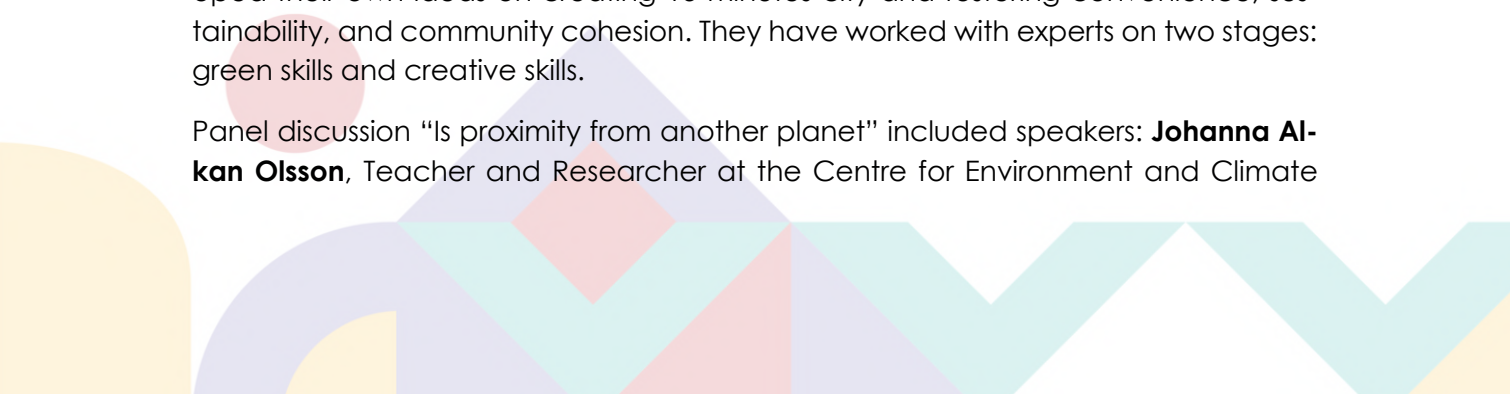 tainability, and community cohesion. They have worked with experts on two stages:
green skills and creative skills.
Panel discussion “Is proximity from another planet” included speakers: Johanna Al-
kan Olsson, Teacher and Researcher at the Centre for Environment and Climate